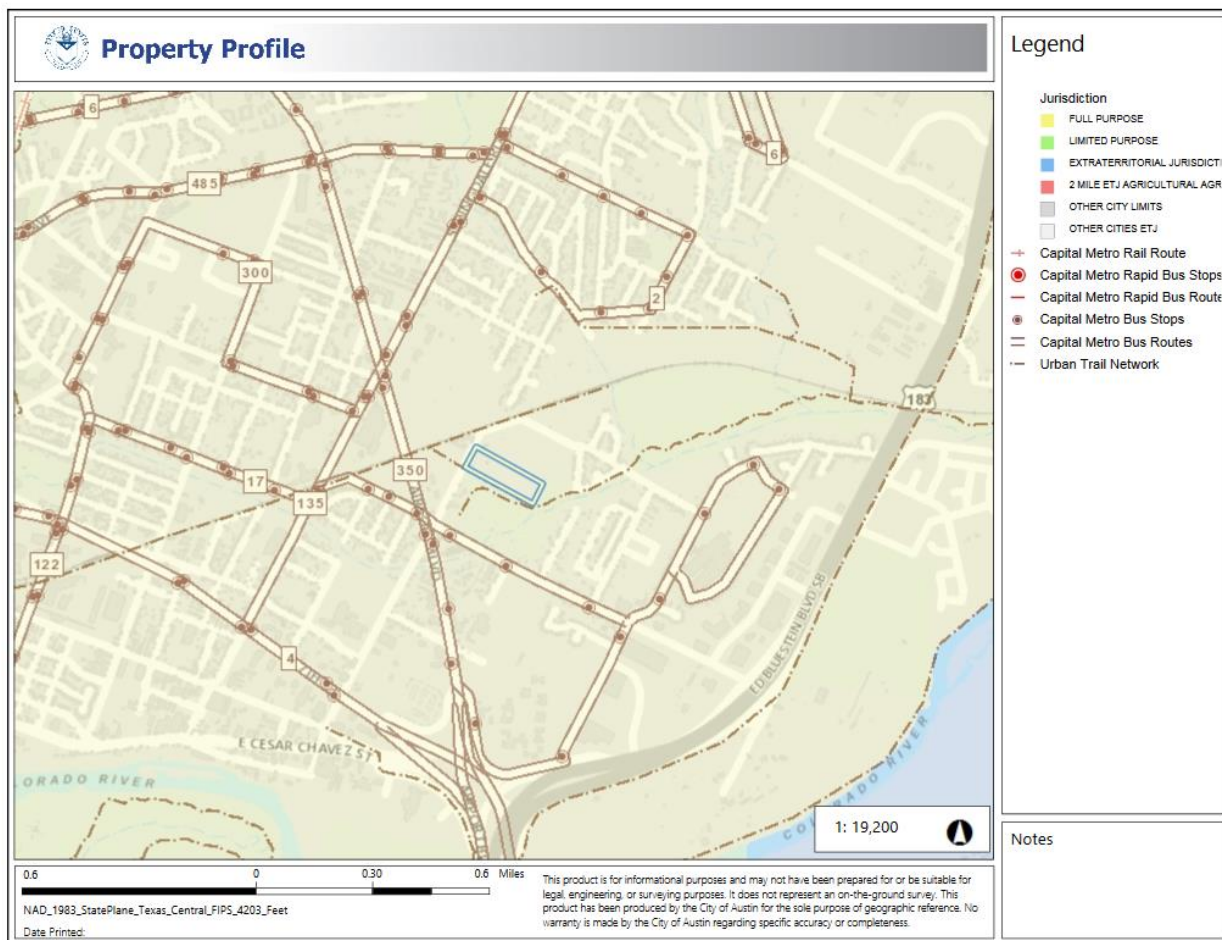 Property Profile
6
485
300
2
6
183
17
135
350
122
4
E CESAR CHAVEZ ST
ED BLUESTEIN BLVD SB
ORADO RIVER
COLORADO RIVER
1: 19,200
Legend
Jurisdiction
FULL PURPOSE
LIMITED PURPOSE
EXTRATERRITORIAL JURISDICTI
2 MILE ETJ AGRICULTURAL AGR
OTHER CITY LIMITS
OTHER CITIES ETJ
Capital Metro Rail Route
Capital Metro Rapid Bus Stops
Capital Metro Rapid Bus Route
Capital Metro Bus Stops
Capital Metro Bus Routes
Urban Trail Network
Notes
0.6 0 0.30 0.6 Miles
NAD_1983_StatePlane_Texas_Central_FIPS_4203_Feet
Date Printed:
This product is for informational purposes and may not have been prepared for or be suitable for
legal, engineering, or surveying purposes. It does not represent an on-the-ground survey. This
product has been produced by the City of Austin for the sole purpose of geographic reference. No
warranty is made by the City of Austin regarding specific accuracy or completeness.